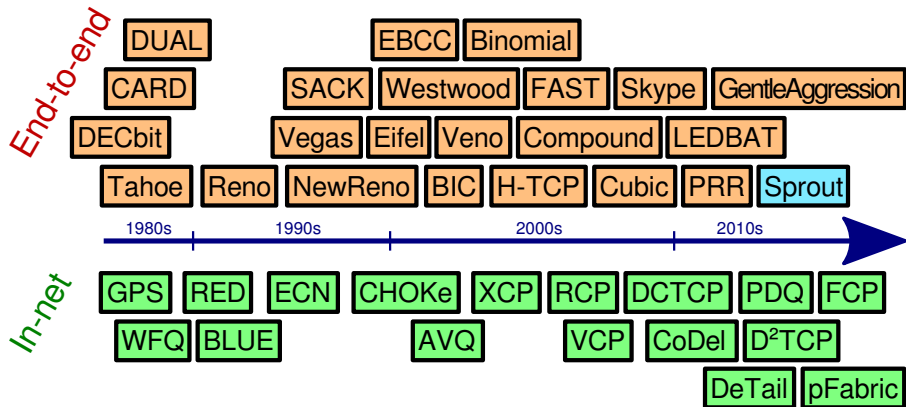 End-to-end
DUAL EBCC Binomial
CARD SACK Westwood FAST Skype GentleAggression
DECbit Vegas Eifel Veno Compound LEDBAT
Tahoe Reno NewReno BIC H-TCP Cubic PRR Sprout
1980s 1990s 2000s 2010s
In-net
GPS RED ECN CHOKe XCP RCP DCTCP PDQ FCP
WFQ BLUE AVQ VCP CoDel D²TCP
DeTail pFabric